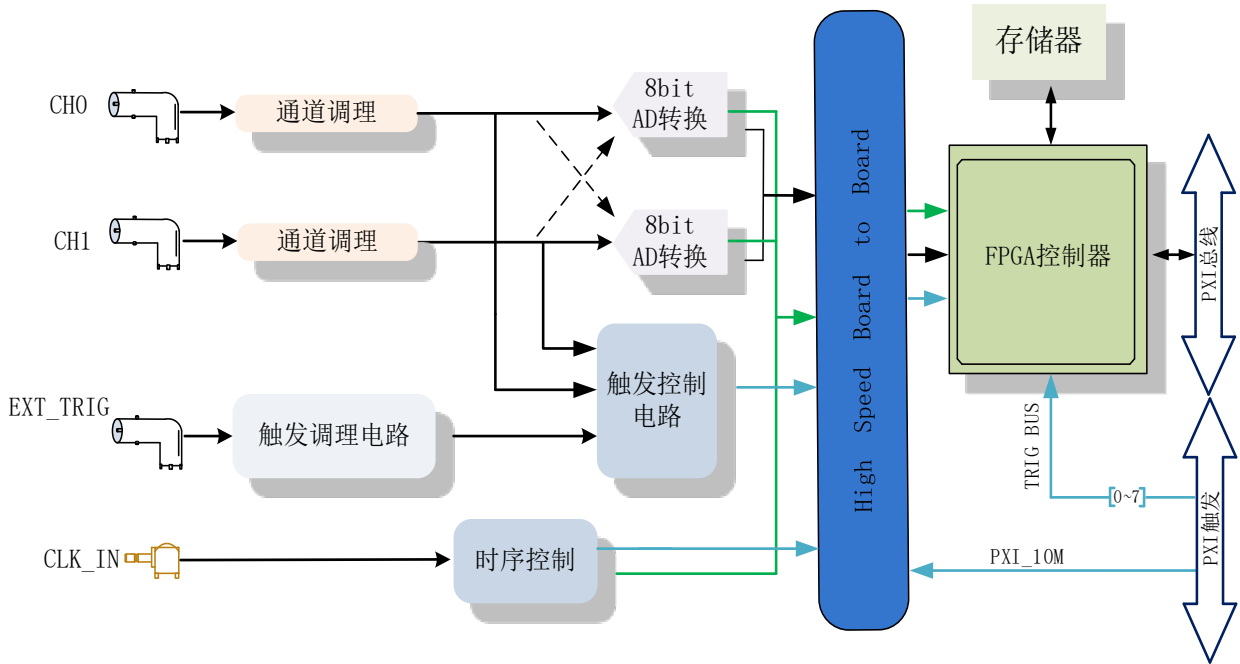 存储器
CH0
通道调理
8bit
AD转换
CH1
通道调理
8bit
AD转换
High Speed Board to Board
FPGA控制器
PXI总线
EXT_TRIG
触发调理电路
触发控制
电路
TRIG BUS
[0~7]
PXI触发
CLK_IN
时序控制
PXI_10M